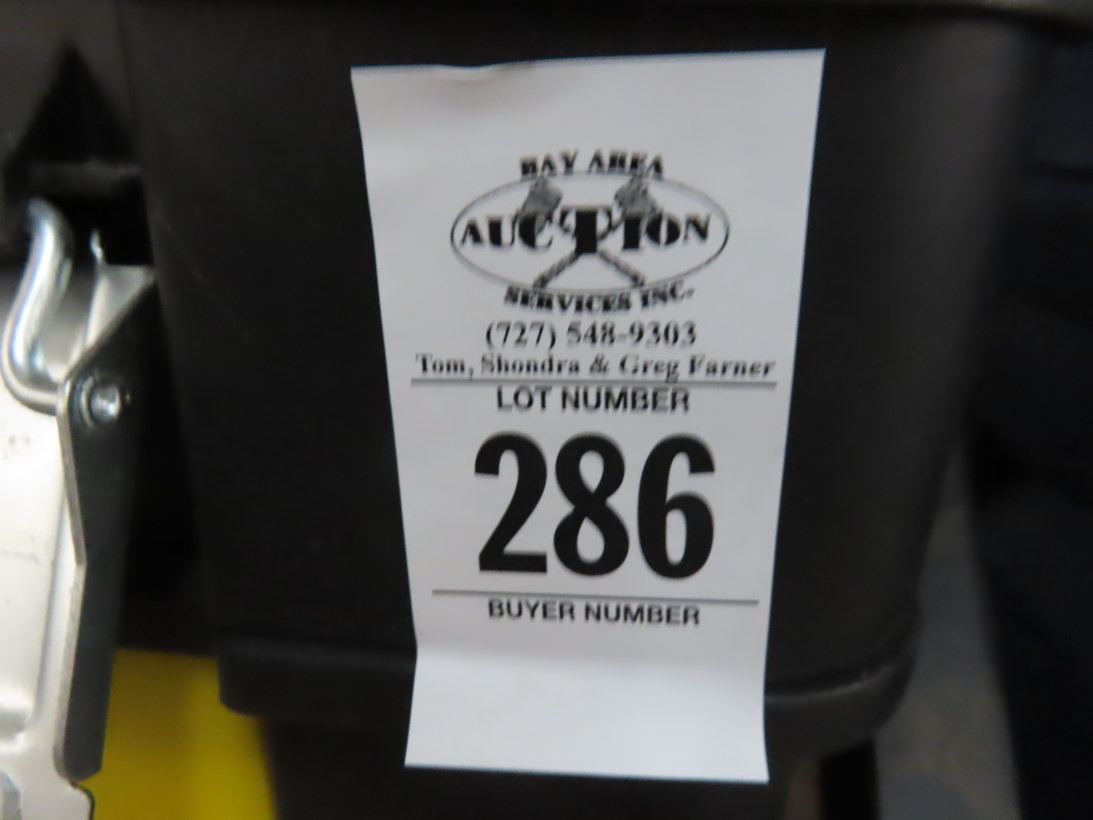 BAY AREA
AUCTION
SERVICES INC.
(727) 548-9303
Tom, Shondra & Greg Farner
LOT NUMBER
286
BUYER NUMBER